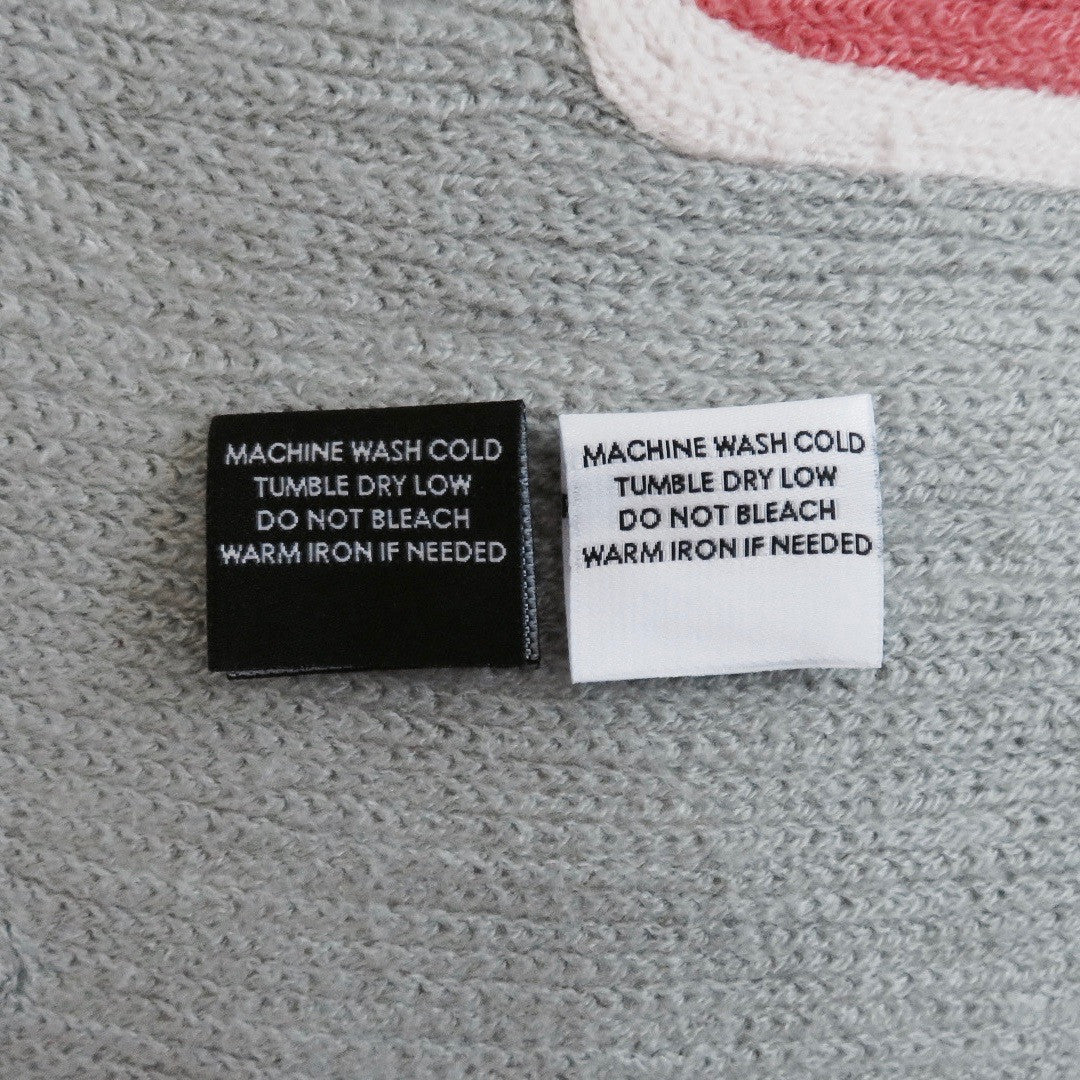 MACHINE WASH COLD
TUMBLE DRY LOW
DO NOT BLEACH
WARM IRON IF NEEDED
MACHINE WASH COLD
TUMBLE DRY LOW
DO NOT BLEACH
WARM IRON IF NEEDED